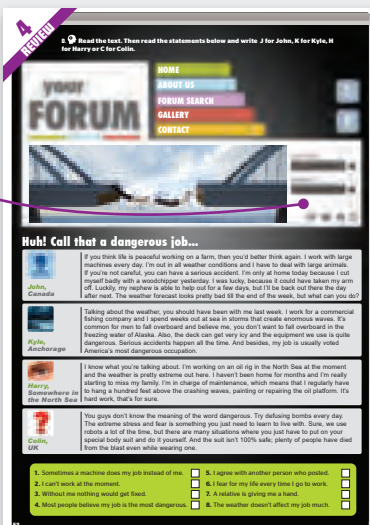 4
REVIEW
8. Read the text. Then read the statements below and write J for John, K for Kyle, H
for Harry or C for Colin.
your
FORUM
HOME
ABOUT US
FORUM SEARCH
GALLERY
CONTACT
Huh! Call that a dangerous job...
If you think life is peaceful working on a farm, then you'd better think again. I work with large
machines every day. I'm out in all weather conditions and I have to deal with large animals.
If you're not careful, you can have a serious accident. I'm only at home today because I cut
myself badly with a woodchipper yesterday. I was lucky, because it could have taken my arm
off. Luckily, my nephew is able to help out for a few days, but I'll be back out there the day
after next. The weather forecast looks pretty bad till the end of the week, but what can you do?
John,
Canada
Talking about the weather, you should have been with me last week. I work for a commercial
fishing company and I spend weeks out at sea in storms that create enormous waves. It's
common for men to fall overboard and believe me, you don't want to fall overboard in the
freezing water of Alaska. Also, the deck can get very icy and the equipment we use is quite
dangerous. Serious accidents happen all the time. And besides, my job is usually voted
America's most dangerous occupation.
Kyle,
Anchorage
I know what you're talking about. I'm working on an oil rig in the North Sea at the moment
and the weather is pretty extreme out here. I haven't been home for months and I'm really
starting to miss my family. I'm in charge of maintenance, which means that I regularly have
to hang a hundred feet above the crashing waves, painting or repairing the oil platform. It's
hard work, that's for sure.
Harry,
Somewhere in
the North Sea
You guys don't know the meaning of the word dangerous. Try defusing bombs every day.
The extreme stress and fear is something you just need to learn to live with. Sure, we use
robots a lot of the time, but there are many situations where you just have to put on your
special body suit and do it yourself. And the suit isn't 100% safe; plenty of people have died
from the blast even while wearing one.
Colin,
UK
1. Sometimes a machine does my job instead of me.
2. I can't work at the moment.
3. Without me nothing would get fixed.
4. Most people believe my job is the most dangerous.
5. I agree with another person who posted.
6. I fear for my life every time I go to work.
7. A relative is giving me a hand.
8. The weather doesn't affect my job much.